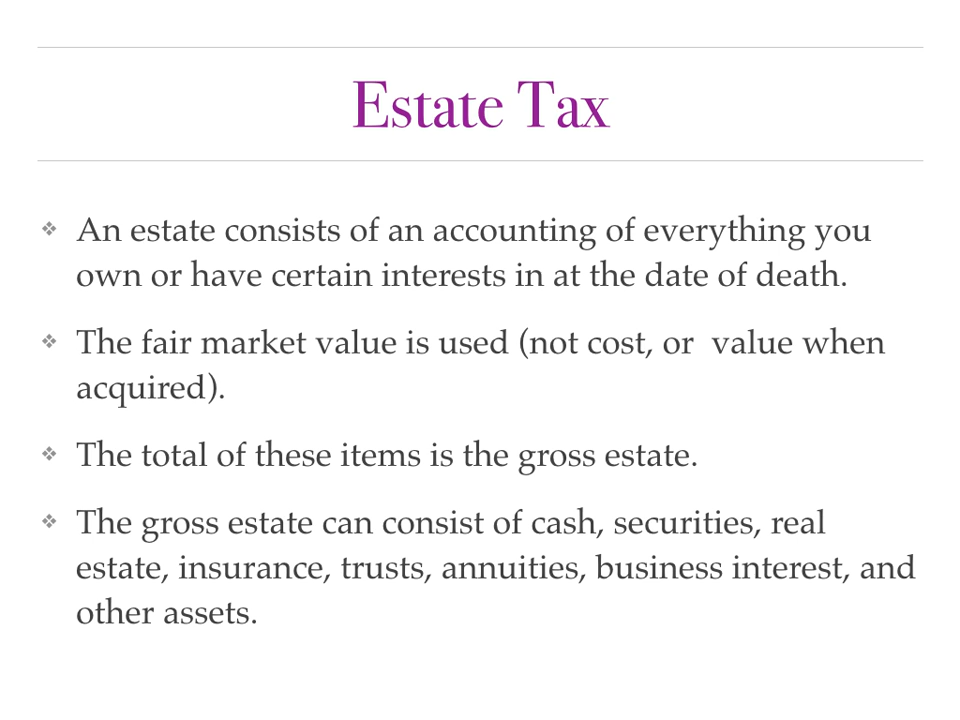 Estate Tax
❖ An estate consists of an accounting of everything you
own or have certain interests in at the date of death.
❖ The fair market value is used (not cost, or  value when
acquired).
❖ The total of these items is the gross estate.
❖ The gross estate can consist of cash, securities, real
estate, insurance, trusts, annuities, business interest, and
other assets.